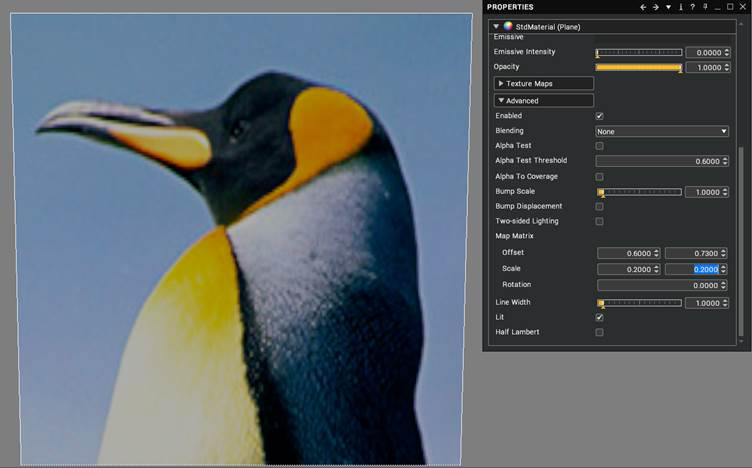 PROPERTIES
StdMaterial (Plane)
Emissive
Emissive Intensity 0.0000
Opacity 1.0000
Texture Maps
Advanced
Enabled
Blending None
Alpha Test
Alpha Test Threshold 0.6000
Alpha To Coverage
Bump Scale 1.0000
Bump Displacement
Two-sided Lighting
Map Matrix
Offset 0.6000 0.7300
Scale 0.2000 0.2000
Rotation 0.0000
Line Width 1.0000
Lit
Half Lambert